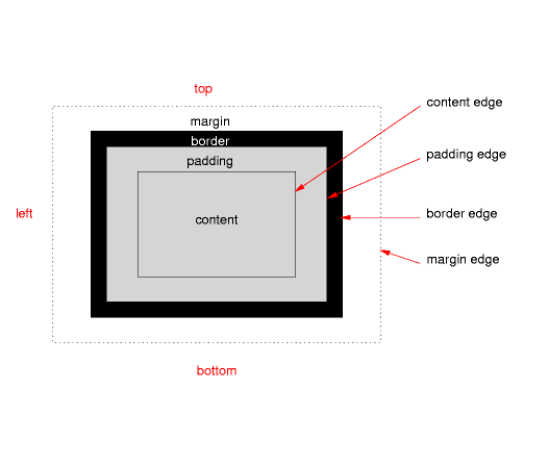 top
content edge
margin
border
padding
padding edge
left
content
border edge
margin edge
bottom